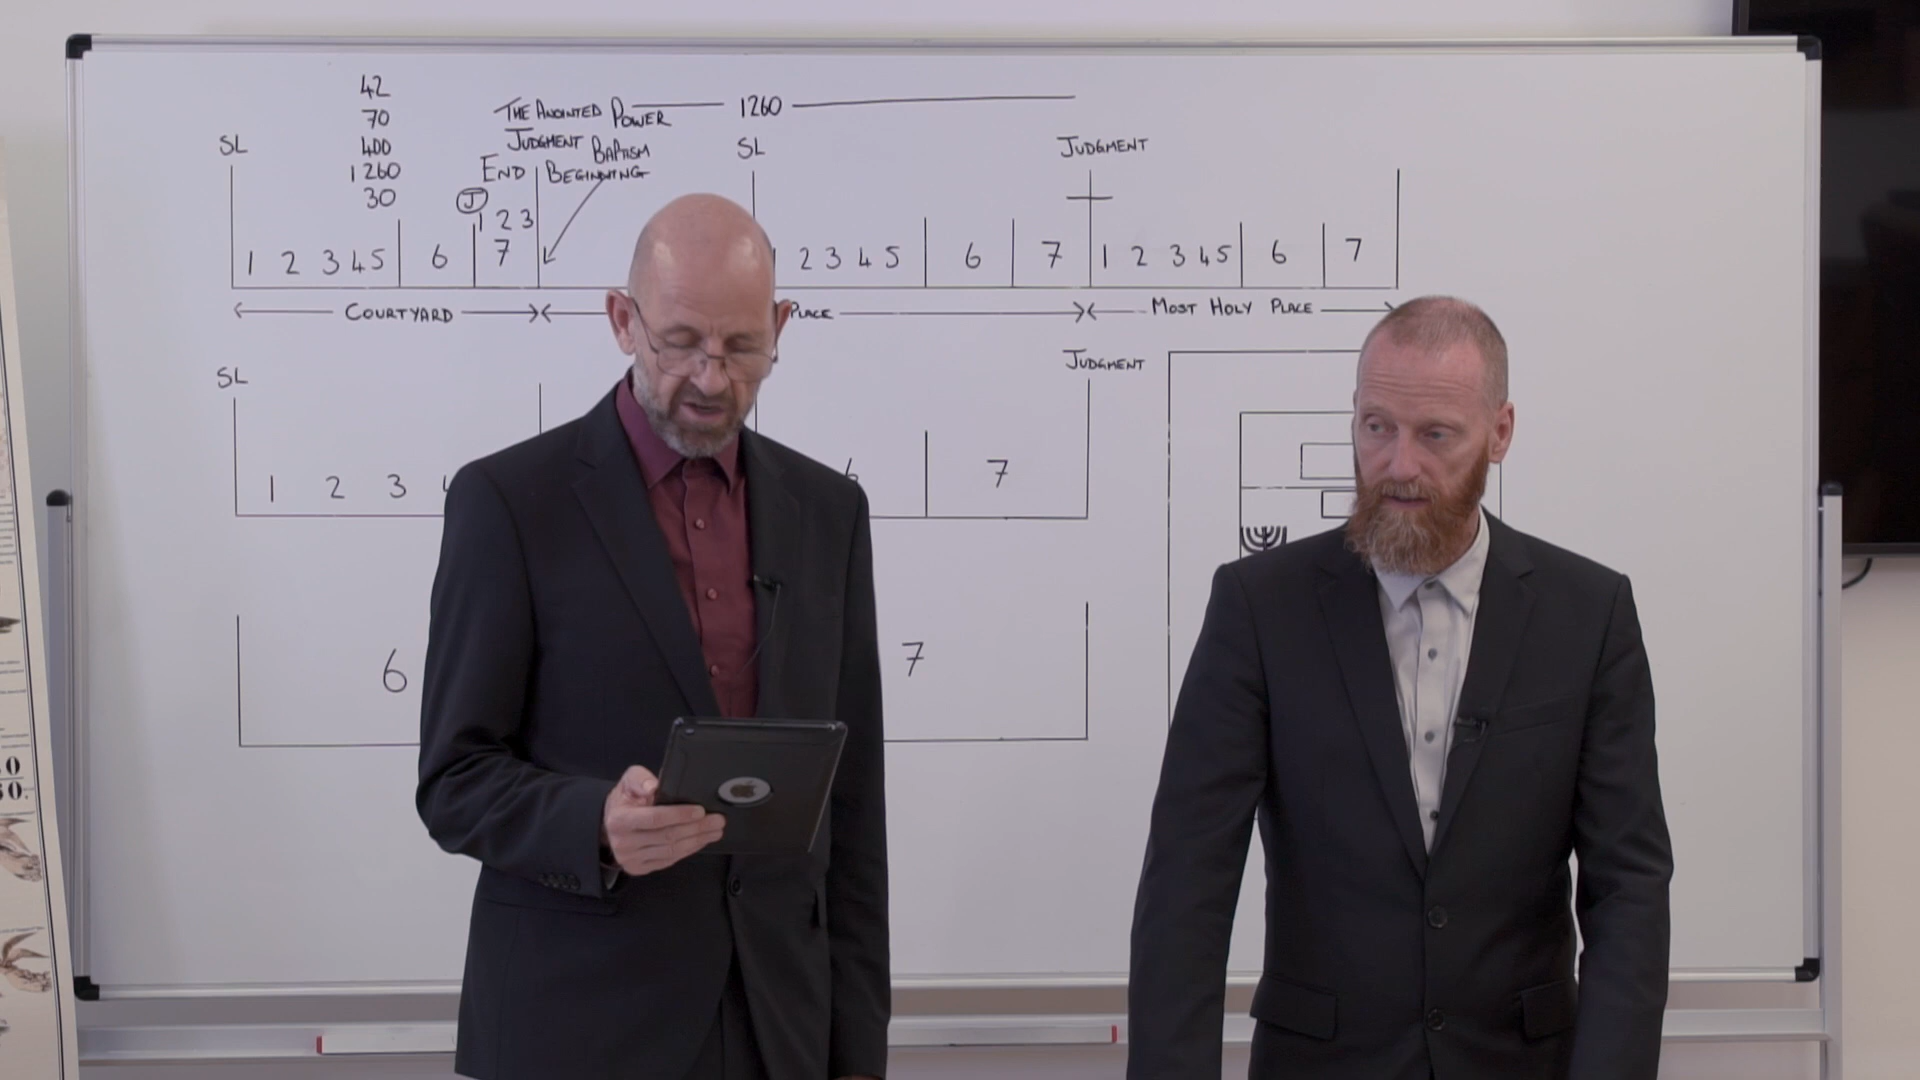 42
70
400
1260
30
THE ANOINTED POWER 1260
JUDGMENT BAPTISM
END BEGINNING
SL
SL
JUDGMENT
J
1 2 3
1 2 3 4 5 6 7
2 3 4 5 6 7
1 2 3 4 5 6 7
COURTYARD
PLACE
MOST HOLY PLACE
SL
JUDGMENT
1 2 3
6 7
6 7